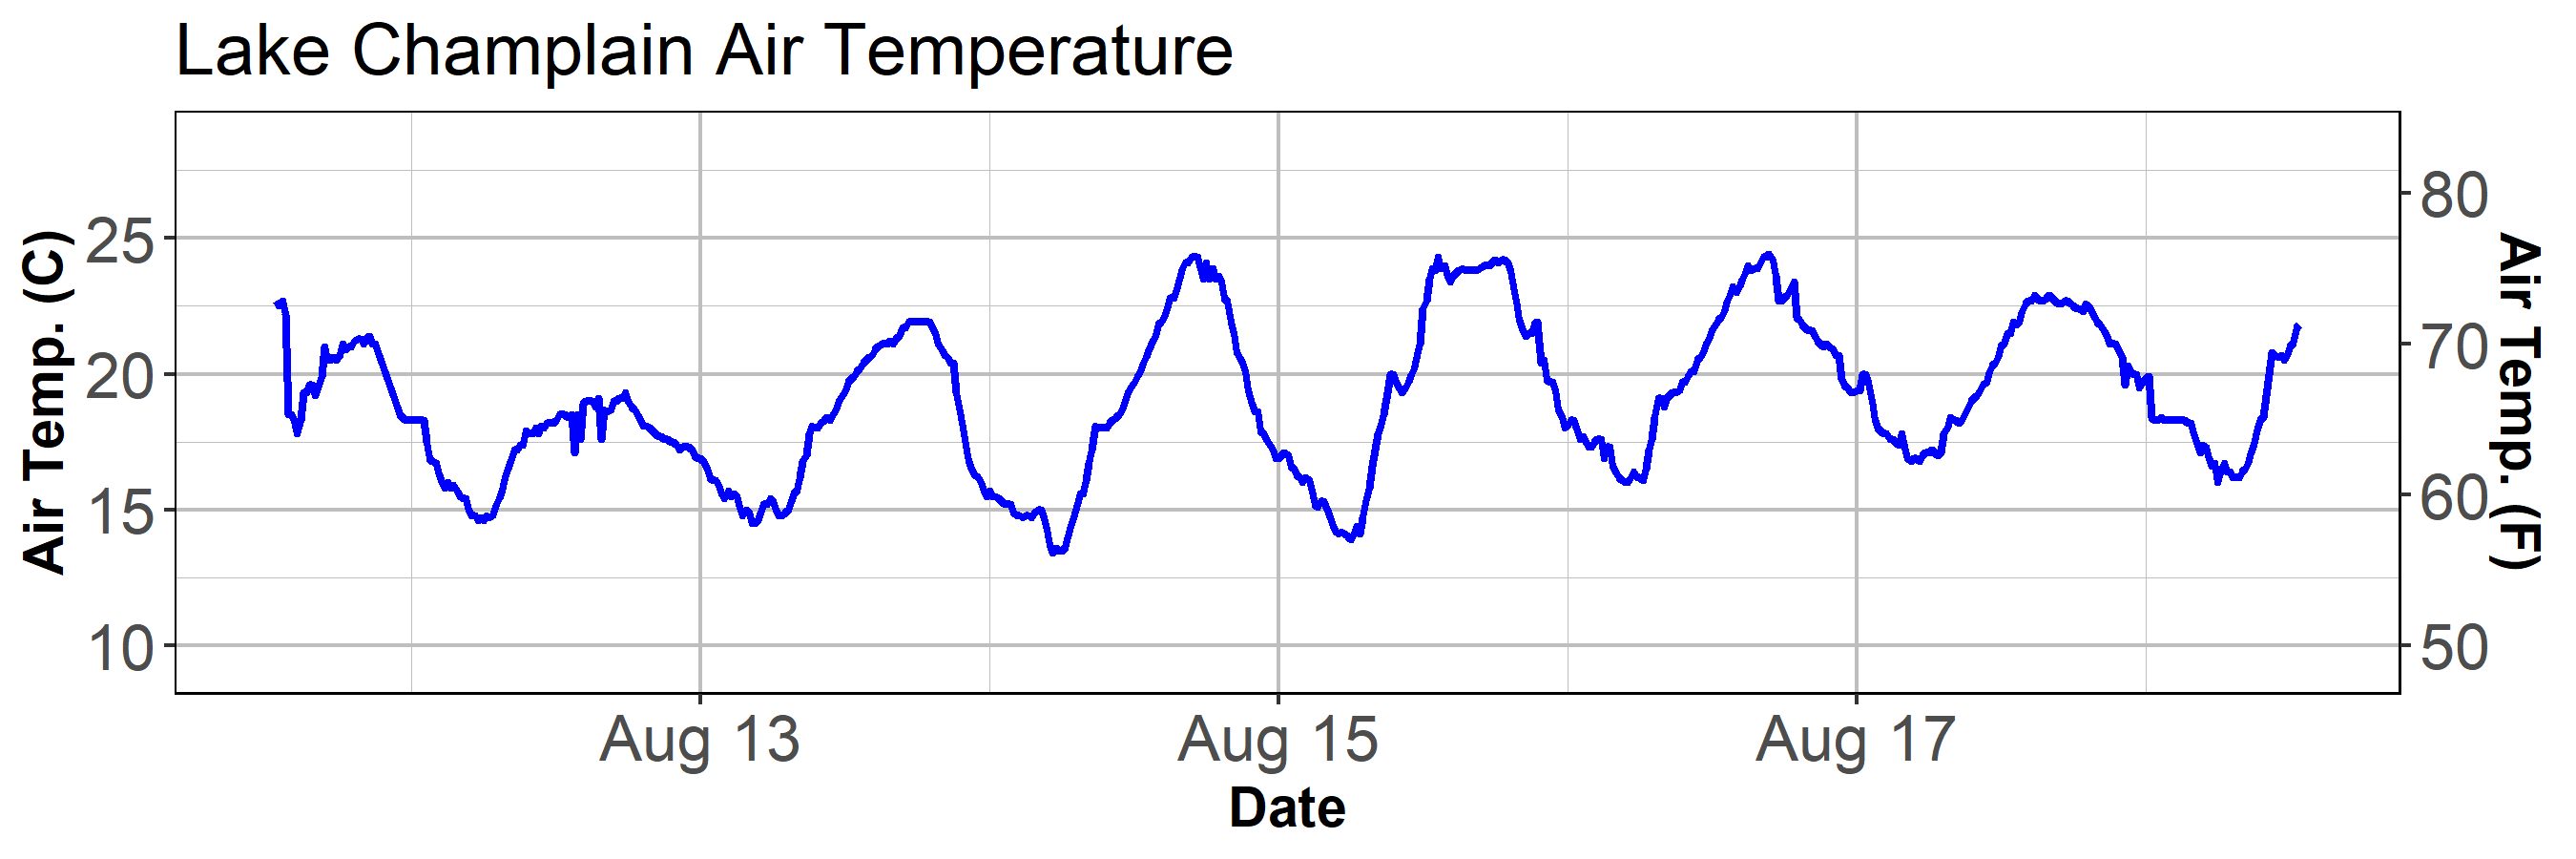 Lake Champlain Air Temperature
Air Temp. (C)
25
20
15
10
80
70
60
50
Air Temp. (F)
Aug 13
Aug 15
Aug 17
Date